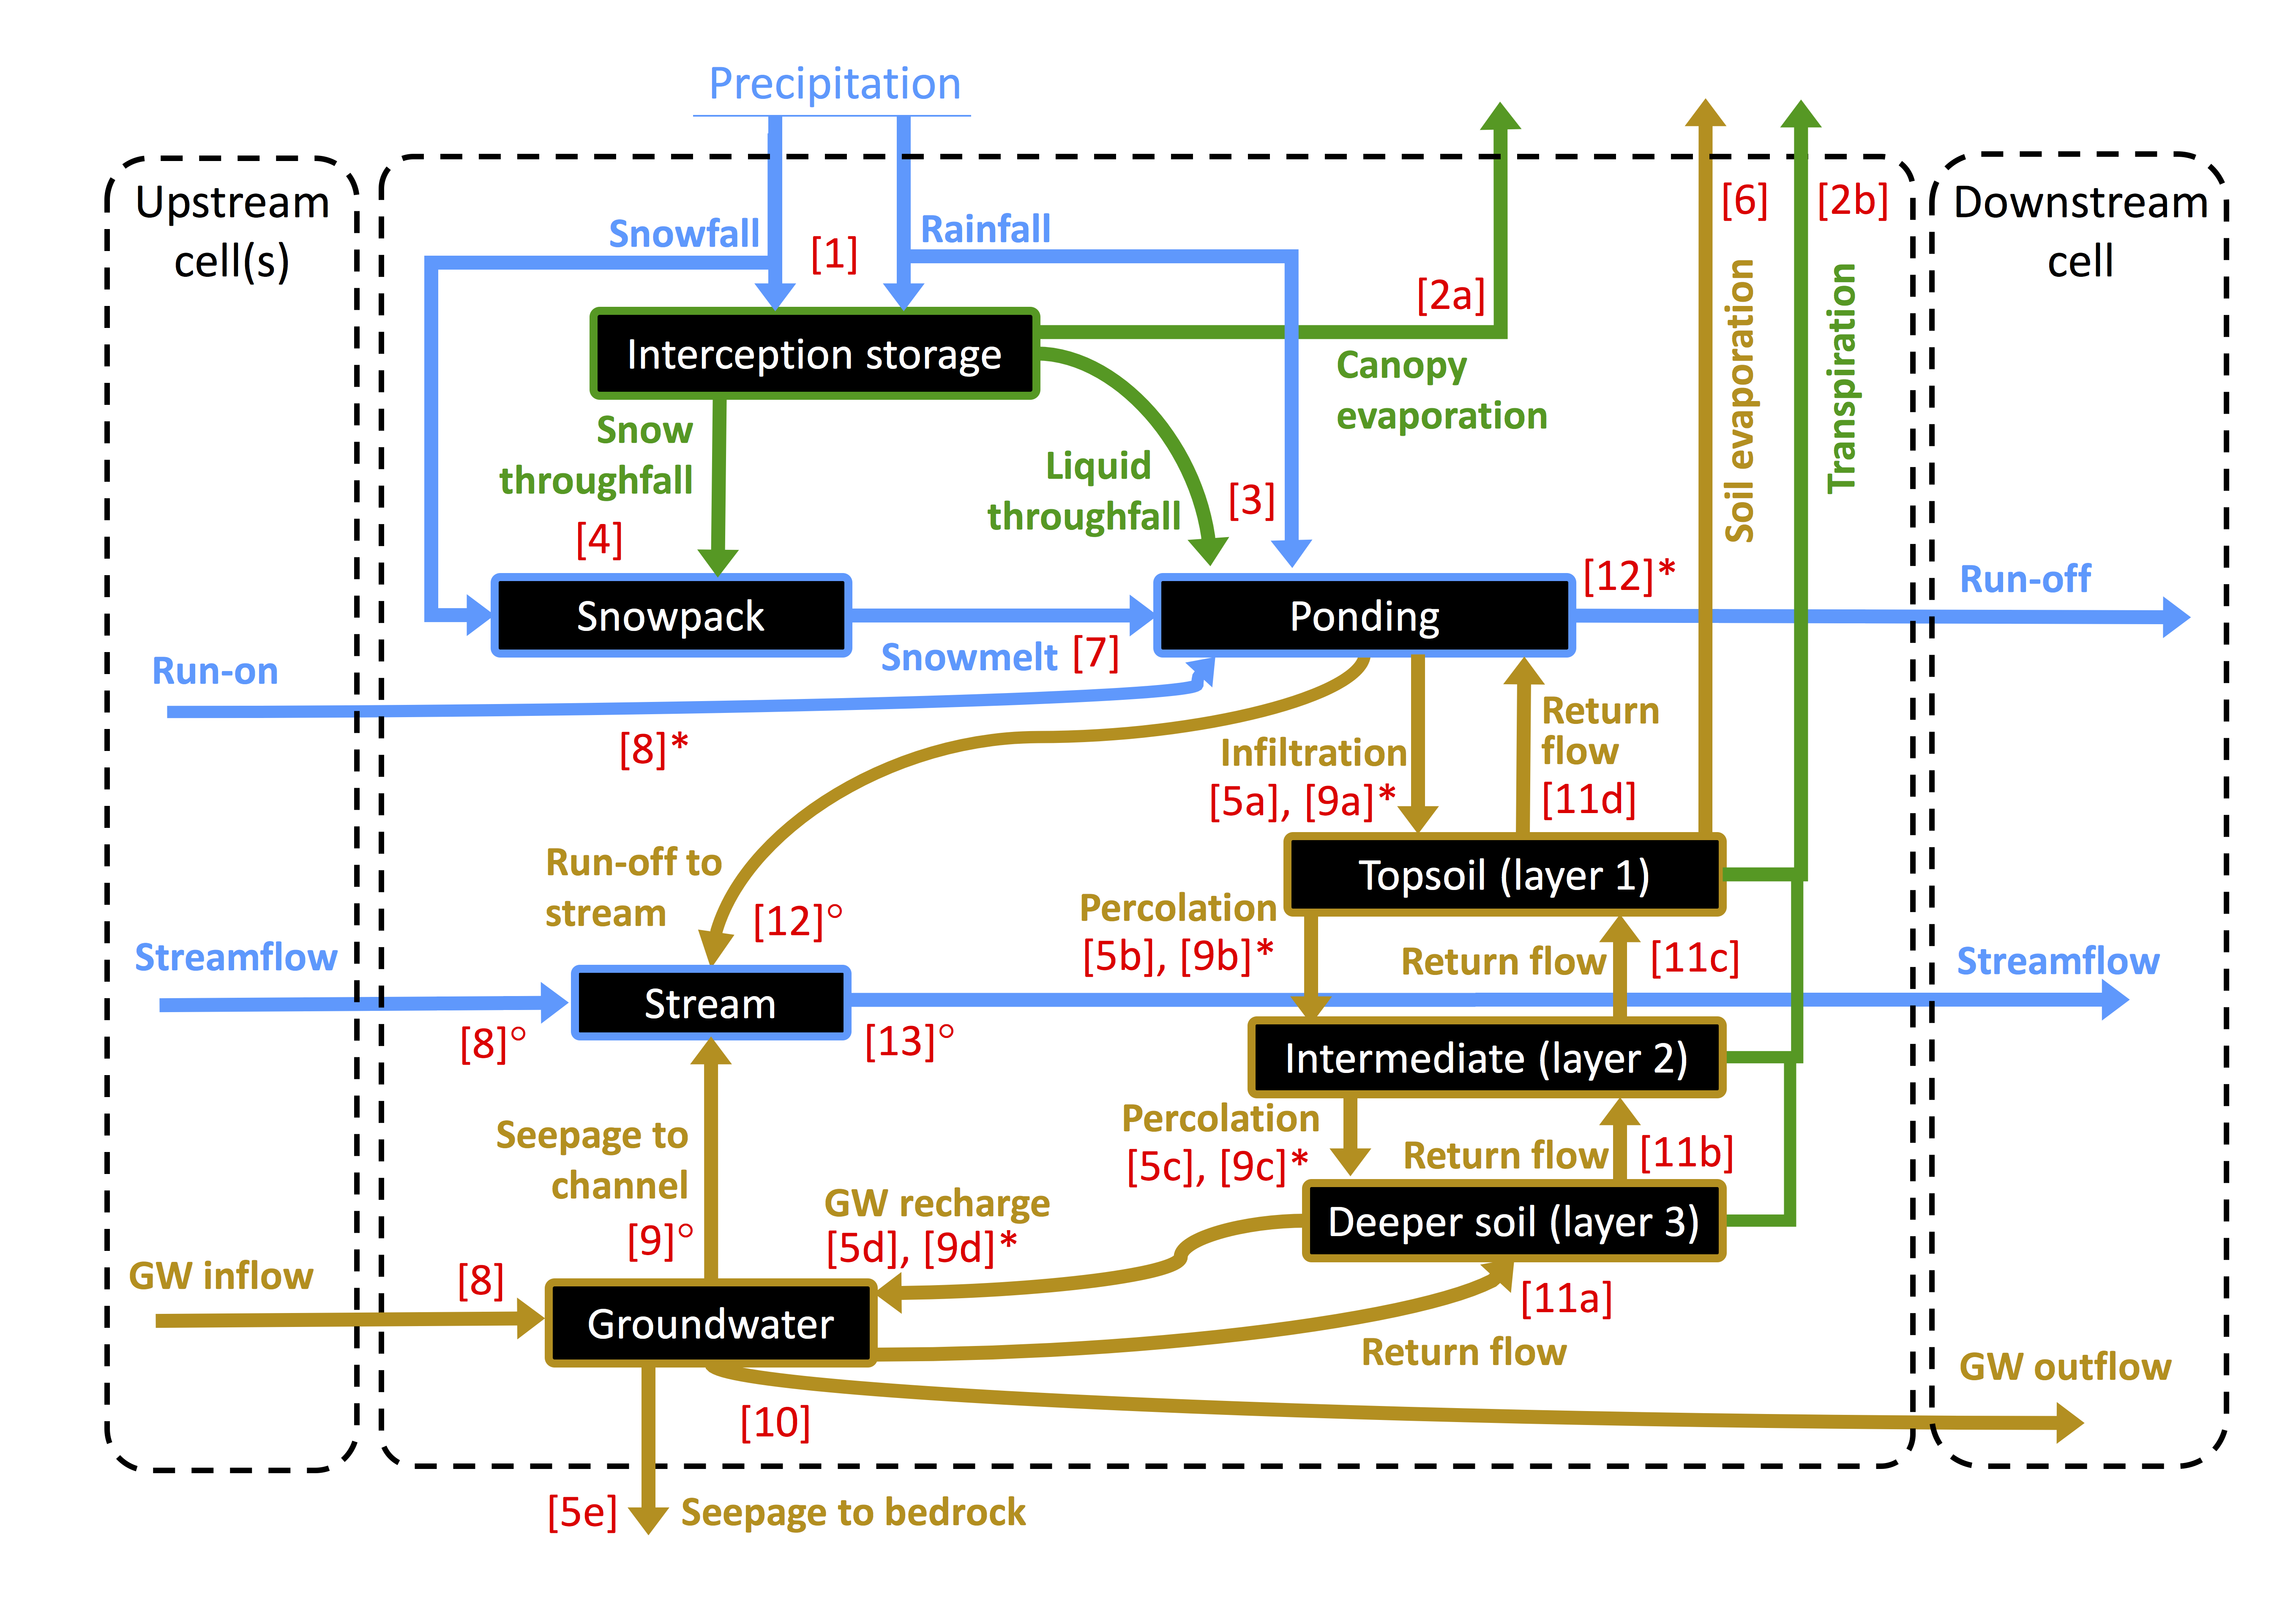 Precipitation
Upstream
cell(s)
Downstream
cell
[6]
[2b]
Snowfall
[1]
Rainfall
[2a]
Interception storage
Canopy
evaporation
Soil evaporation
Transpiration
Snow
throughfall
[4]
Liquid
throughfall
[3]
[12]*
Run-off
Snowpack
Ponding
Snowmelt [7]
Run-on
[8]*
Infiltration
[5a], [9a]*
Return
flow
[11d]
Run-off to
stream
[12]°
Topsoil (layer 1)
Percolation
[5b], [9b]*
Return flow
[11c]
Streamflow
Streamflow
[8]°
Stream
[13]°
Intermediate (layer 2)
Percolation
[5c], [9c]*
Return flow
[11b]
Seepage to
channel
[9]°
GW recharge
[5d], [9d]*
Deeper soil (layer 3)
GW inflow
[8]
Groundwater
[11a]
Return flow
GW outflow
[10]
[5e]
Seepage to bedrock